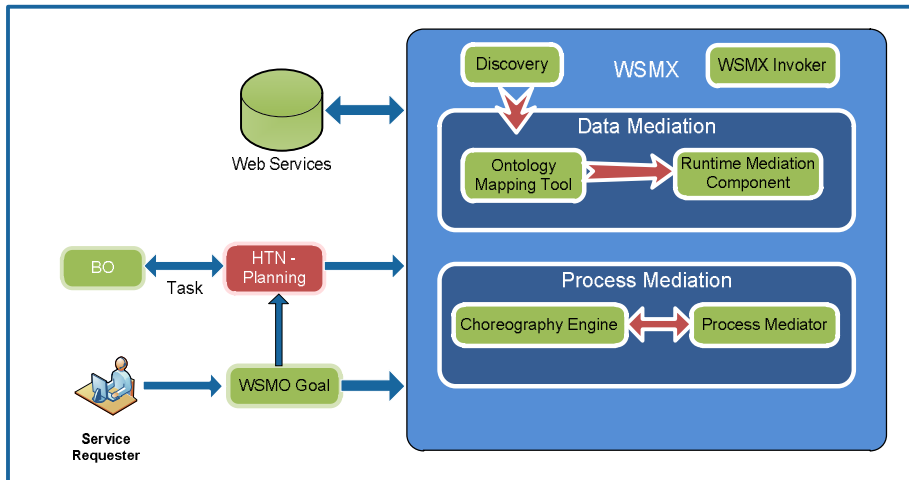 Discovery
WSMX
WSMX Invoker
Data Mediation
Web Services
Ontology
Mapping Tool
Runtime Mediation
Component
BO
Task
HTN -
Planning
Process Mediation
Choreography Engine
Process Mediator
WSMO Goal
Service
Requester